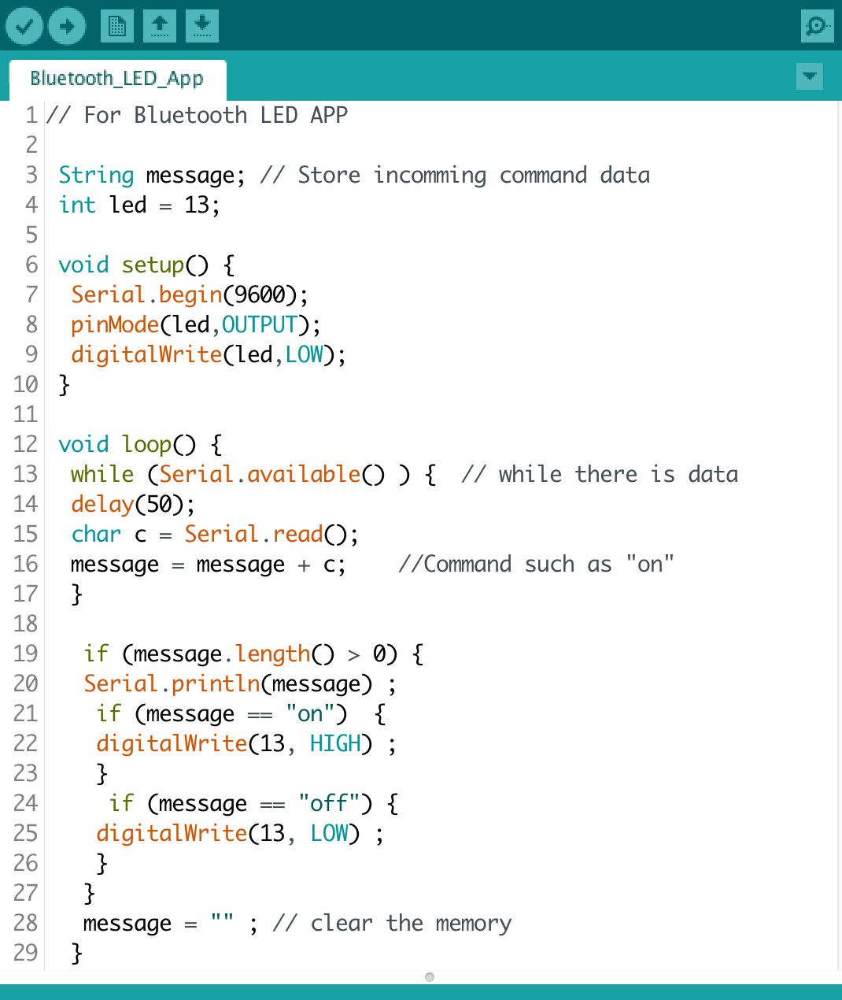 Bluetooth_LED_App
1 // For Bluetooth LED APP
2
3 String message; // Store incomming command data
4 int led = 13;
5
6 void setup() {
7 Serial.begin(9600);
8 pinMode(led,OUTPUT);
9 digitalWrite(led,LOW);
10 }
11
12 void loop() {
13 while (Serial.available() ) {  // while there is data
14 delay(50);
15 char c = Serial.read();
16 message = message + c;    //Command such as "on"
17 }
18
19 if (message.length() > 0) {
20 Serial.println(message) ;
21 if (message == "on")  {
22 digitalWrite(13, HIGH) ;
23 }
24 if (message == "off") {
25 digitalWrite(13, LOW) ;
26 }
27 }
28 message = "" ; // clear the memory
29 }